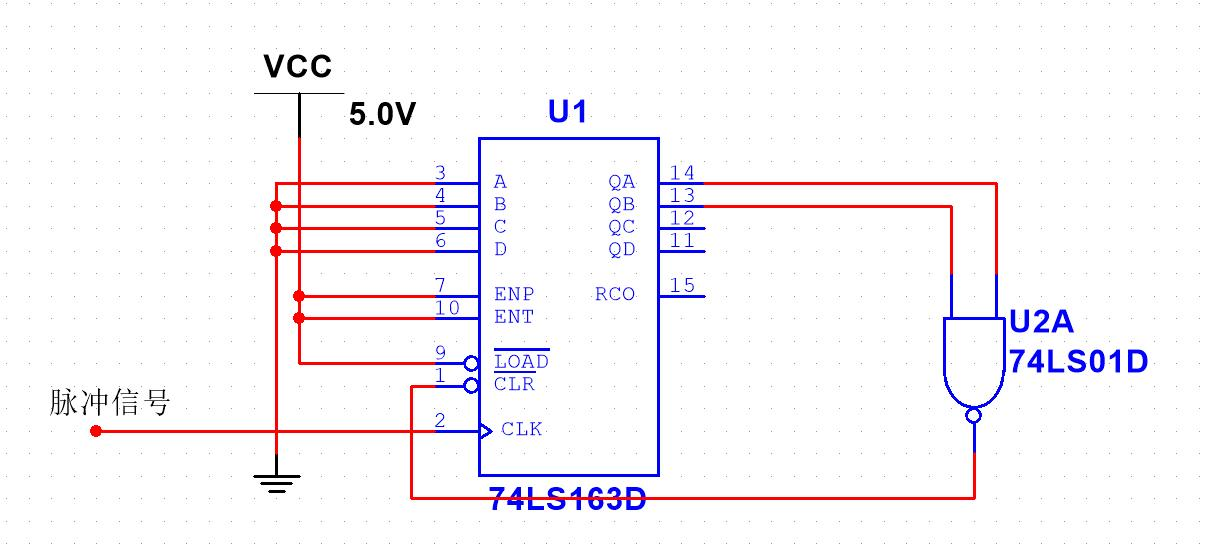 VCC
5.0V
U1
3 A QA 14
4 B QB 13
5 C QC 12
6 D QD 11
7 ENP RCO 15
10 ENT
9 LOAD
1 CLR
2 CLK
74LS163D
U2A
74LS01D
脉冲信号